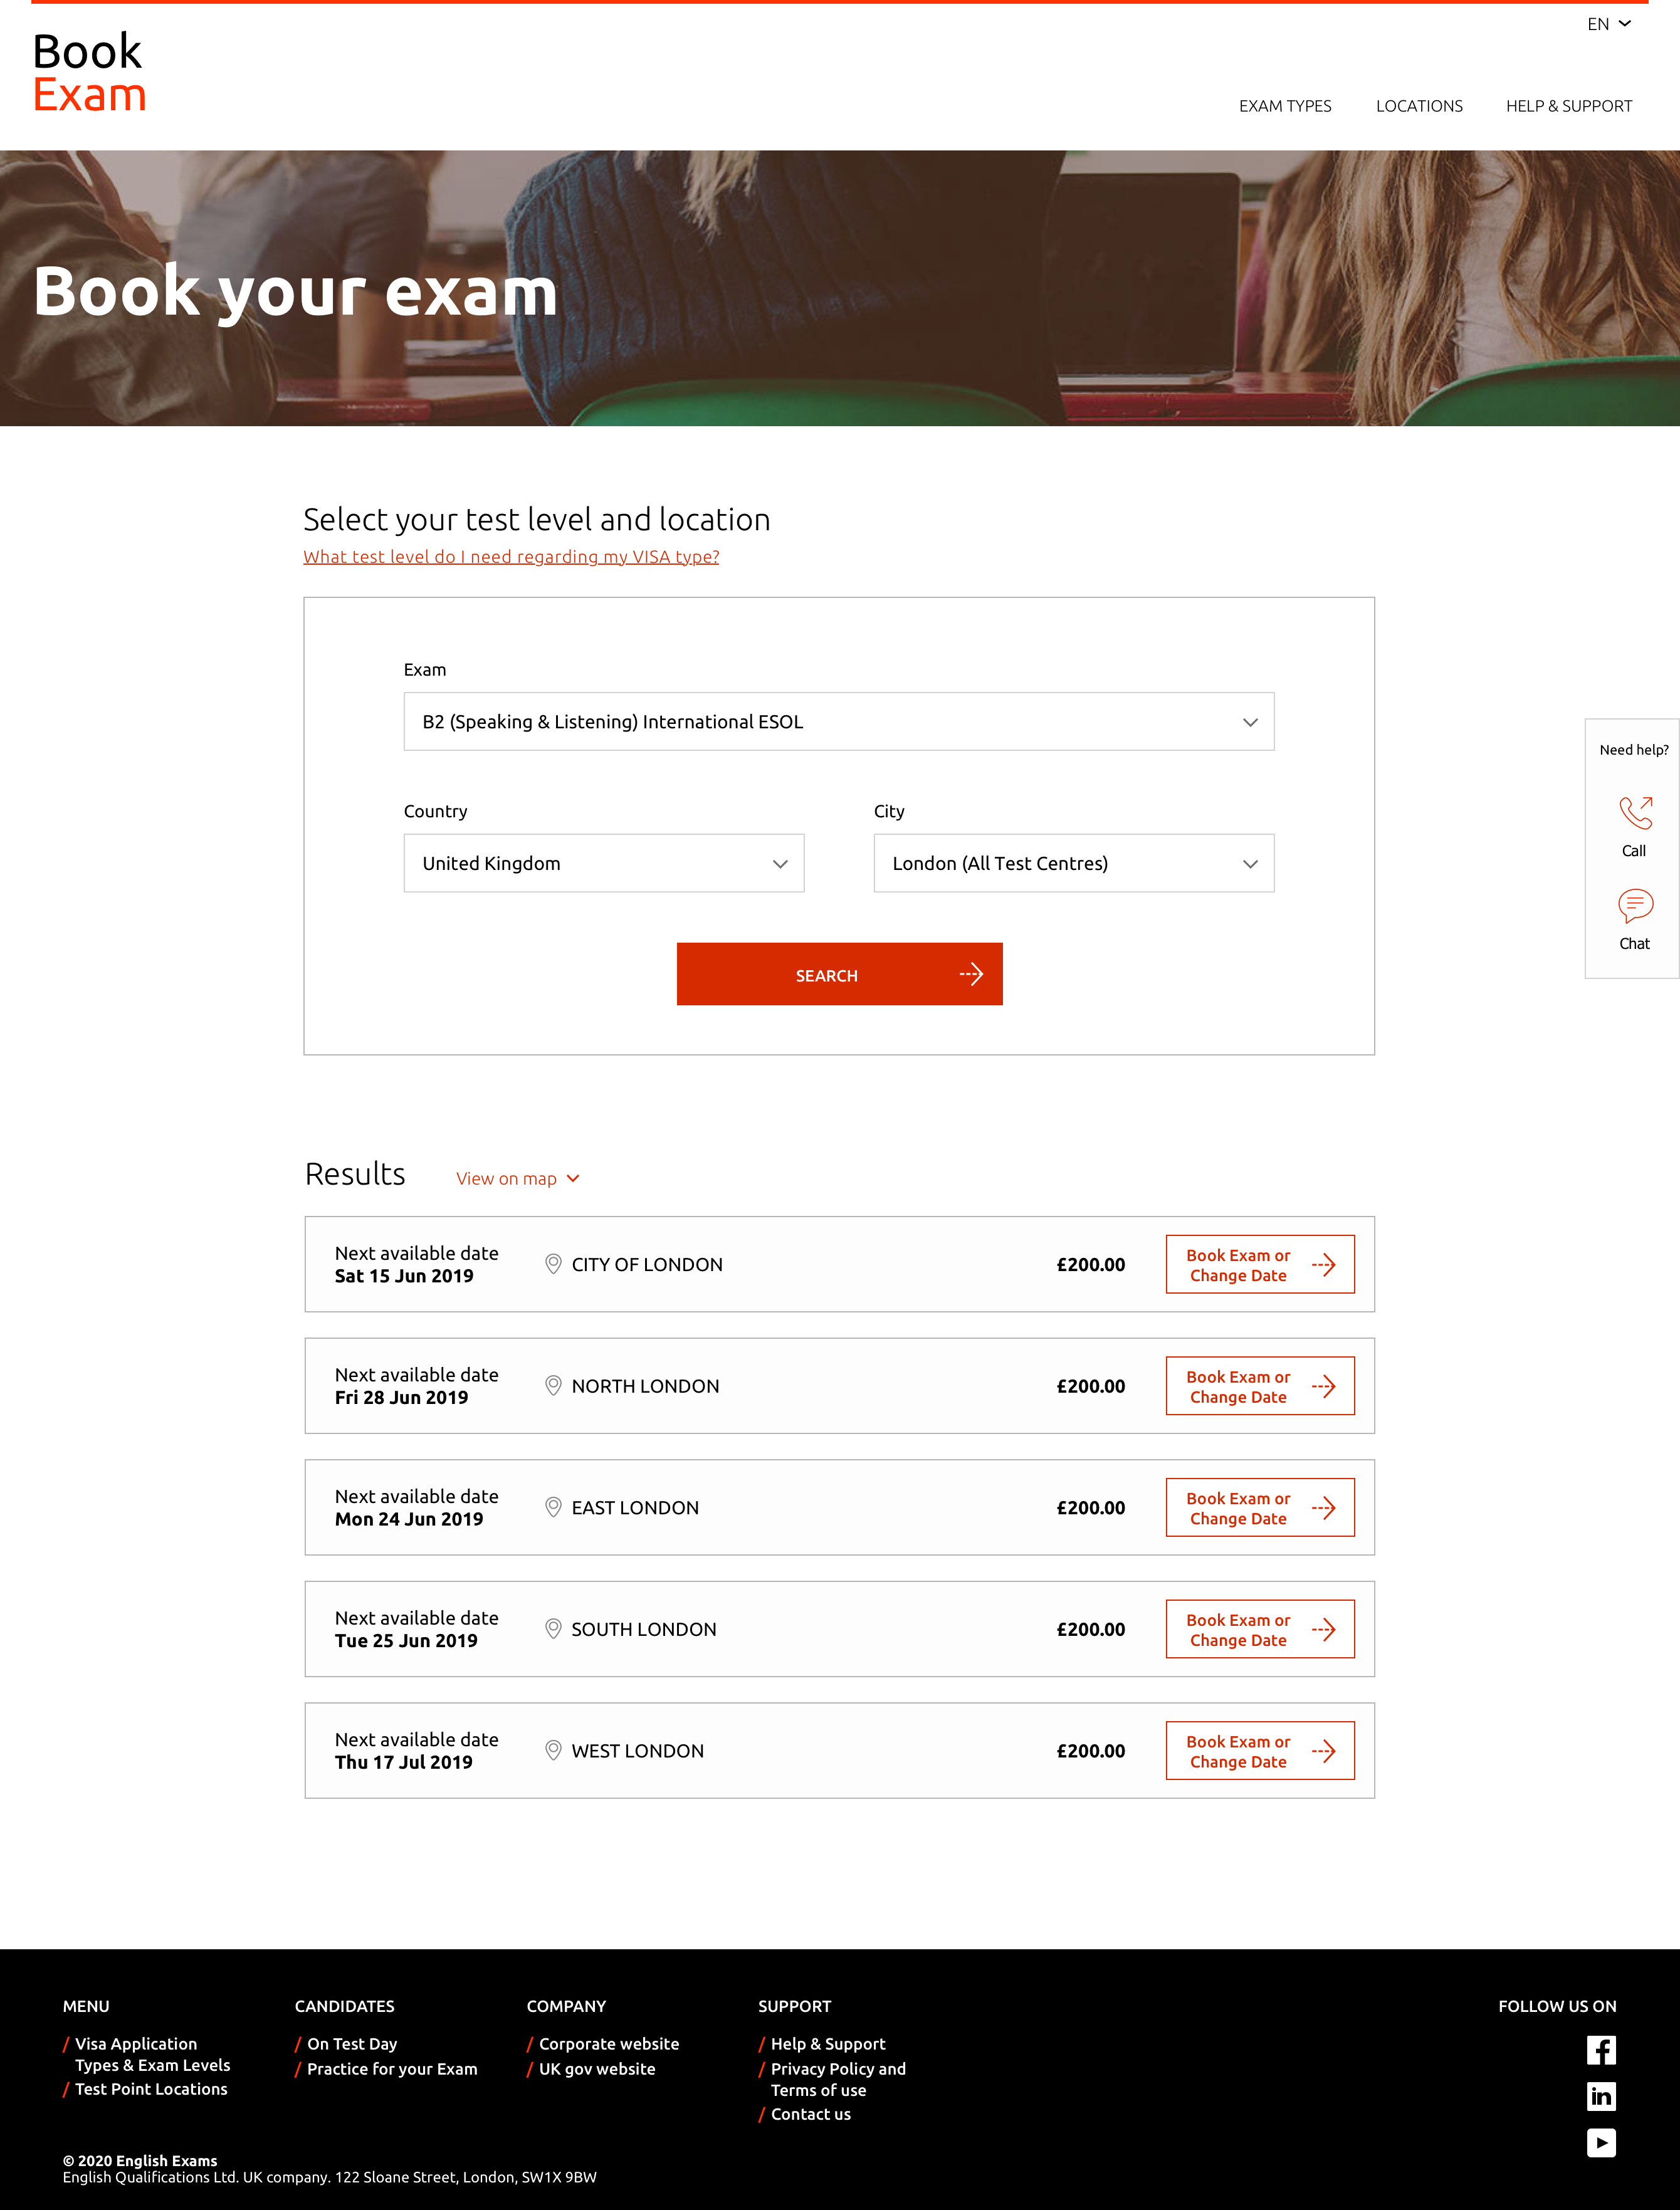 EN
Book
Exam
EXAM TYPES
LOCATIONS
HELP & SUPPORT
Book your exam
Select your test level and location
What test level do I need regarding my VISA type?
Exam
B2 (Speaking & Listening) International ESOL
Country
City
United Kingdom
London (All Test Centres)
SEARCH
Need help?
Call
Chat
Results
View on map
Next available date
Sat 15 Jun 2019
CITY OF LONDON
£200.00
Book Exam or
Change Date
Next available date
Fri 28 Jun 2019
NORTH LONDON
£200.00
Book Exam or
Change Date
Next available date
Mon 24 Jun 2019
EAST LONDON
£200.00
Book Exam or
Change Date
Next available date
Tue 25 Jun 2019
SOUTH LONDON
£200.00
Book Exam or
Change Date
Next available date
Thu 17 Jul 2019
WEST LONDON
£200.00
Book Exam or
Change Date
MENU
/ Visa Application
Types & Exam Levels
/ Test Point Locations
CANDIDATES
/ On Test Day
/ Practice for your Exam
COMPANY
/ Corporate website
/ UK gov website
SUPPORT
/ Help & Support
/ Privacy Policy and
Terms of use
/ Contact us
FOLLOW US ON
© 2020 English Exams
English Qualifications Ltd. UK company. 122 Sloane Street, London, SW1X 9BW